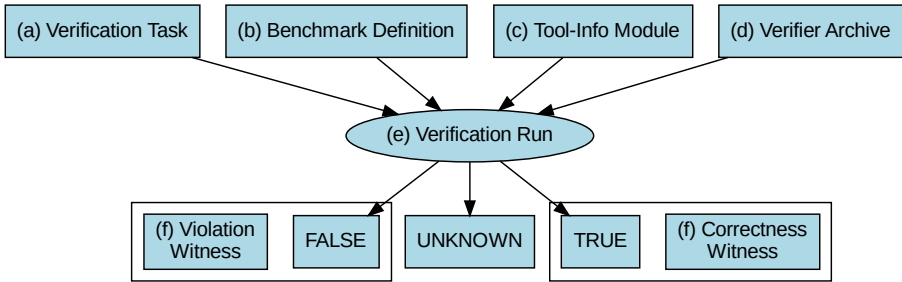 (a) Verification Task
(b) Benchmark Definition
(c) Tool-Info Module
(d) Verifier Archive
(e) Verification Run
(f) Violation
Witness
FALSE
UNKNOWN
TRUE
(f) Correctness
Witness